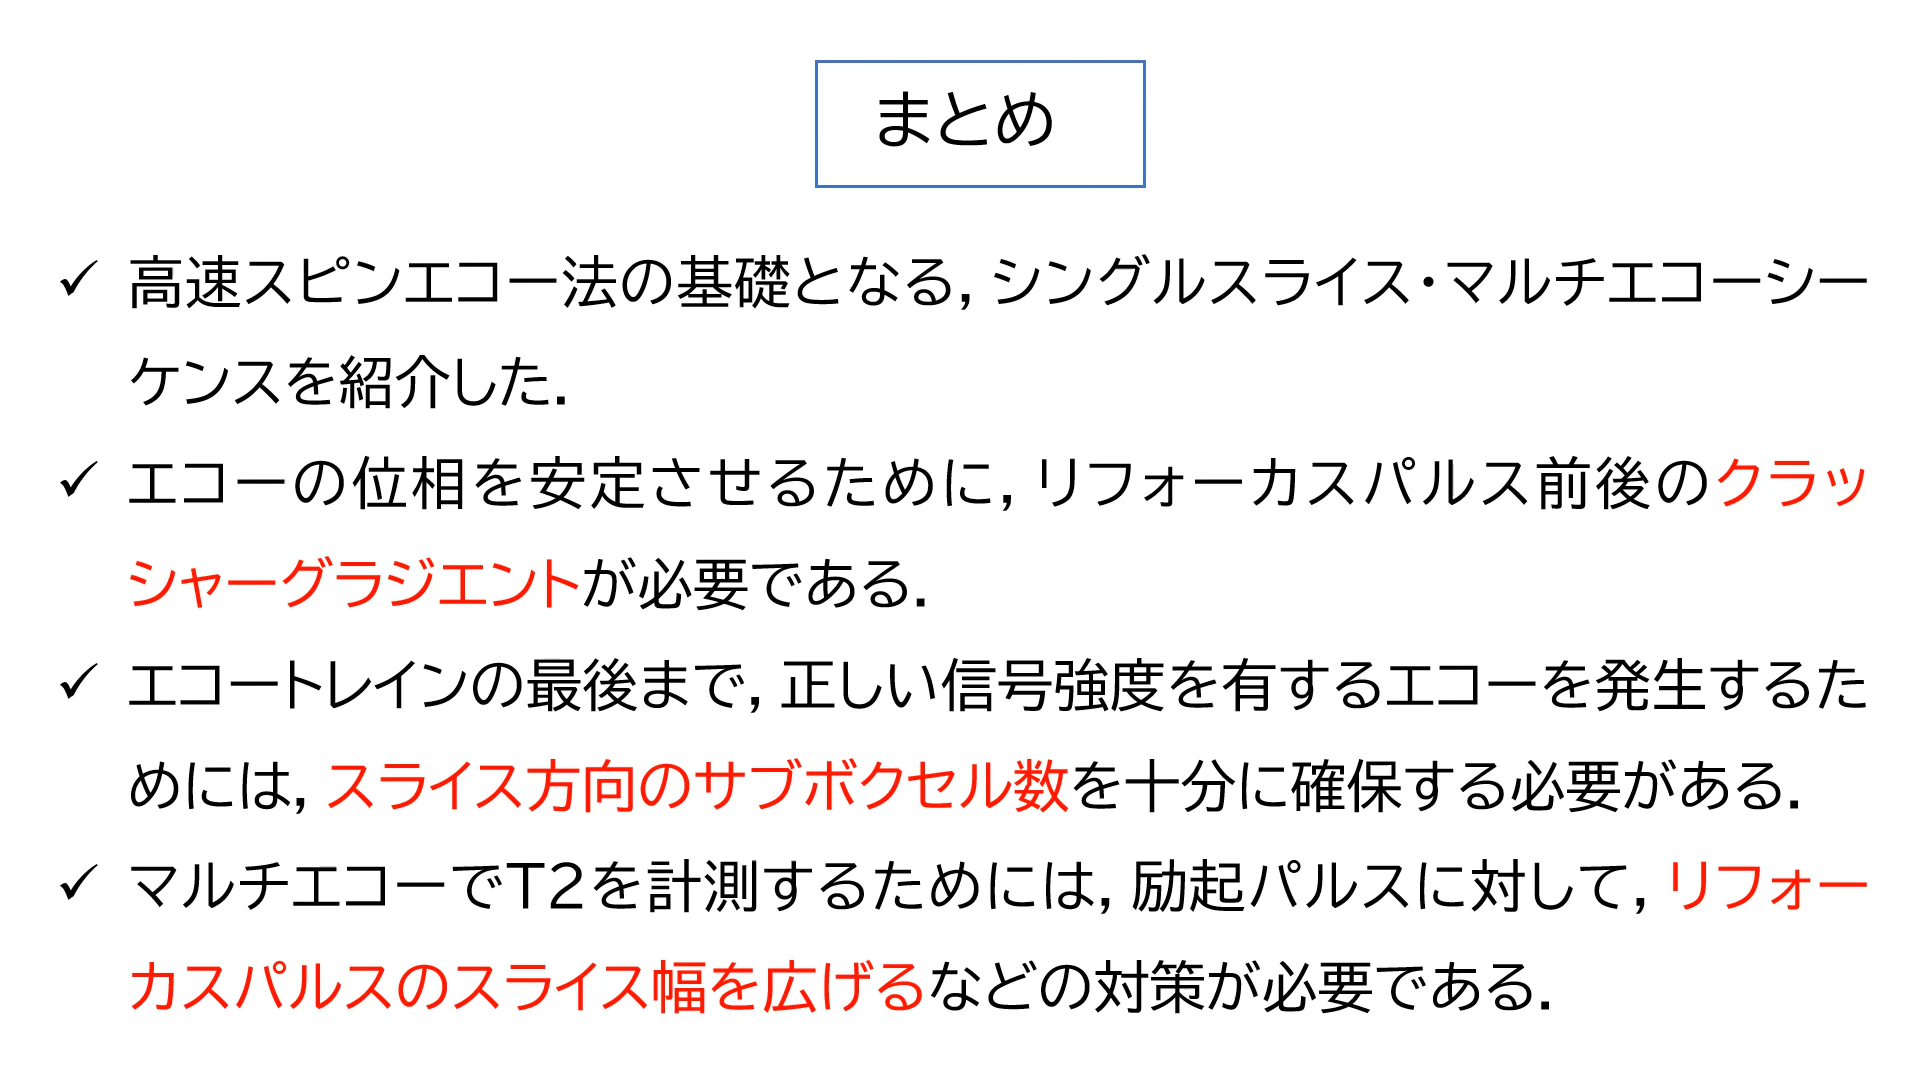 まとめ
✓ 高速スピンエコー法の基礎となる, シングルスライス・マルチエコーシー
ケンスを紹介した.
✓ エコーの位相を安定させるために, リフォーカスパルス前後のクラッ
シャーグラジエントが必要である.
✓ エコートレインの最後まで, 正しい信号強度を有するエコーを発生するた
めには, スライス方向のサブボクセル数を十分に確保する必要がある.
✓ マルチエコーでT2を計測するためには, 励起パルスに対して, リフォー
カスパルスのスライス幅を広げるなどの対策が必要である.